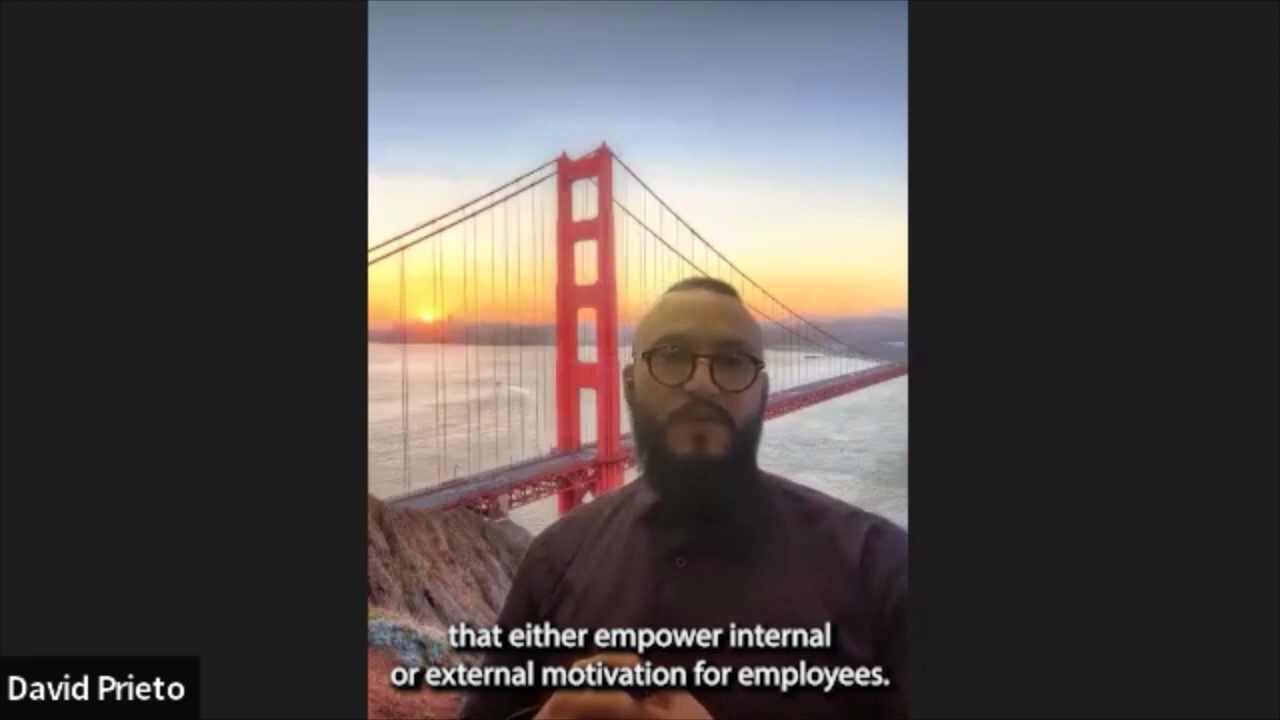 that either empower internal
or external motivation for employees.
David Prieto